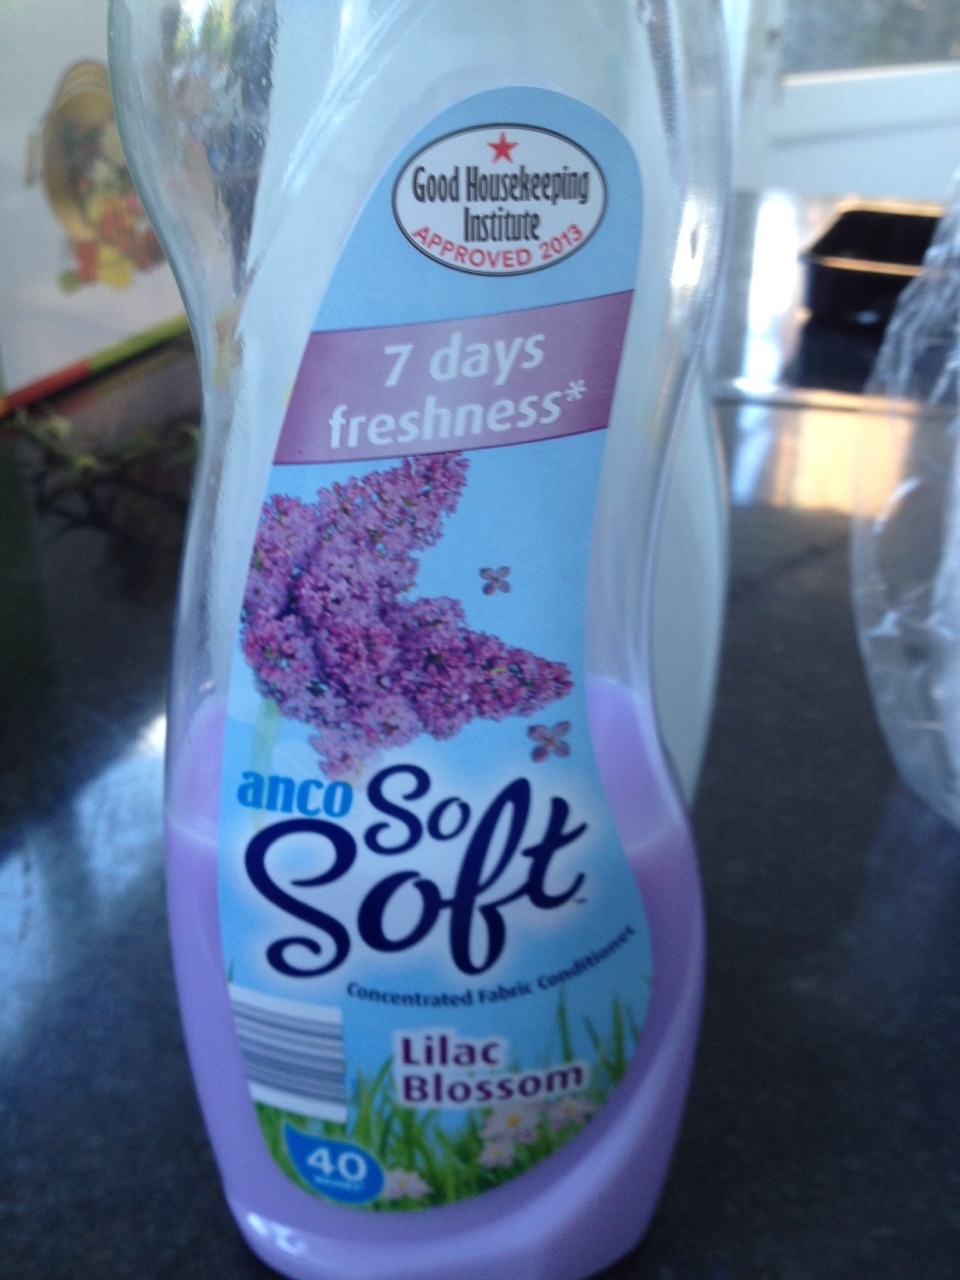 Good Housekeeping
Institute
APPROVED 2013
7 days
freshness*
anco
So
Soft
Concentrated Fabric Conditioner
Lilac
Blossom
40